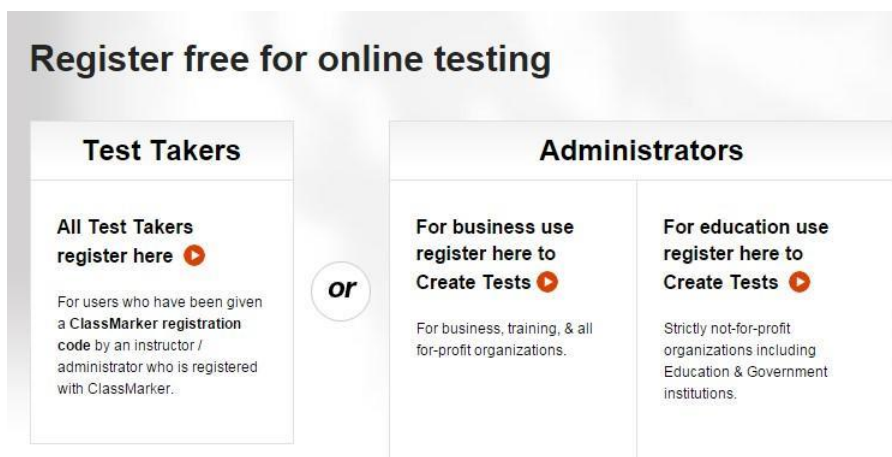 Register free for online testing
Test Takers
All Test Takers
register here
For users who have been given
a ClassMarker registration
code by an instructor /
administrator who is registered
with ClassMarker.
or
Administrators
For business use
register here to
Create Tests
For business, training, & all
for-profit organizations.
For education use
register here to
Create Tests
Strictly not-for-profit
organizations including
Education & Government
institutions.